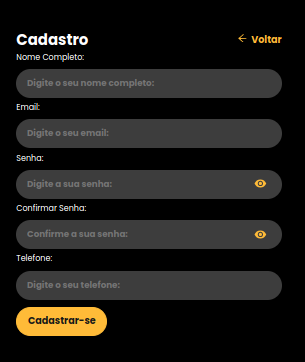 Cadastro
Voltar
Nome Completo:
Digite o seu nome completo:
Email:
Digite o seu email:
Senha:
Digite a sua senha:
Confirmar Senha:
Confirme a sua senha:
Telefone:
Digite o seu telefone:
Cadastrar-se